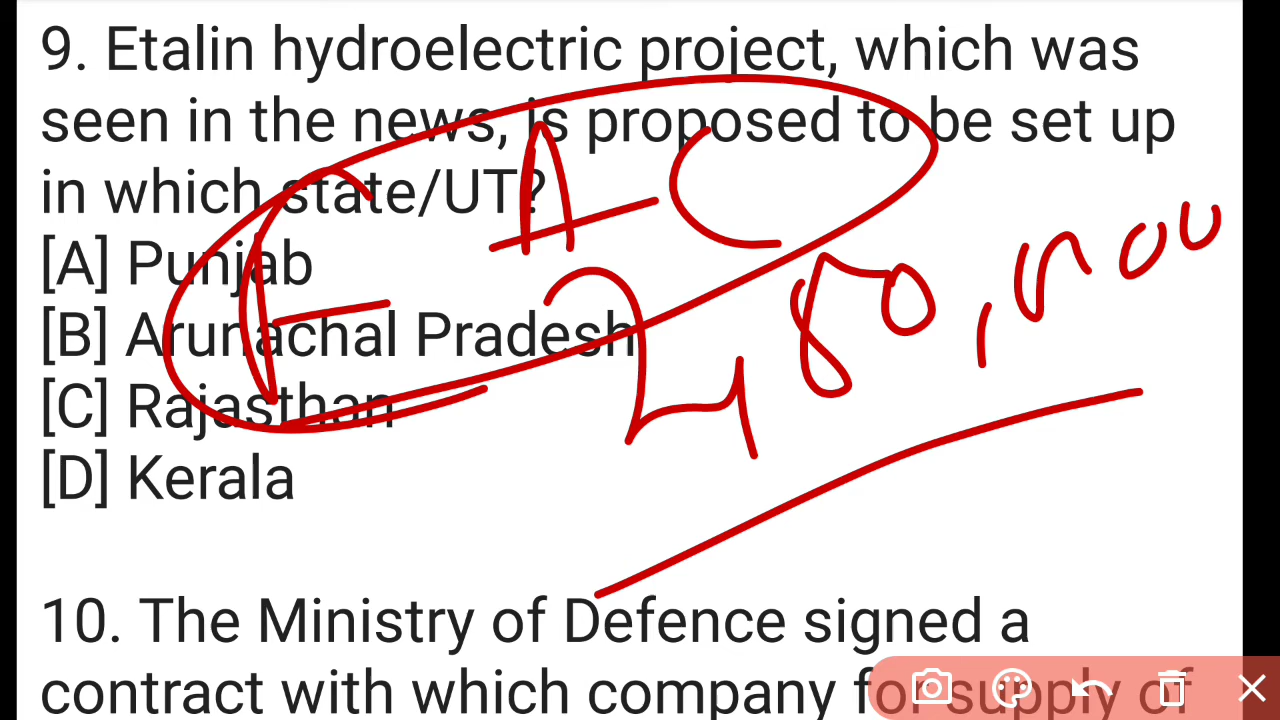 9. Etalin hydroelectric project, which was
seen in the news, is proposed to be set up
in which state/UT?
[A] Punjab
[B] Arunachal Pradesh
[C] Rajasthan
[D] Kerala
FAC
10. The Ministry of Defence signed a
contract with which company for supply of